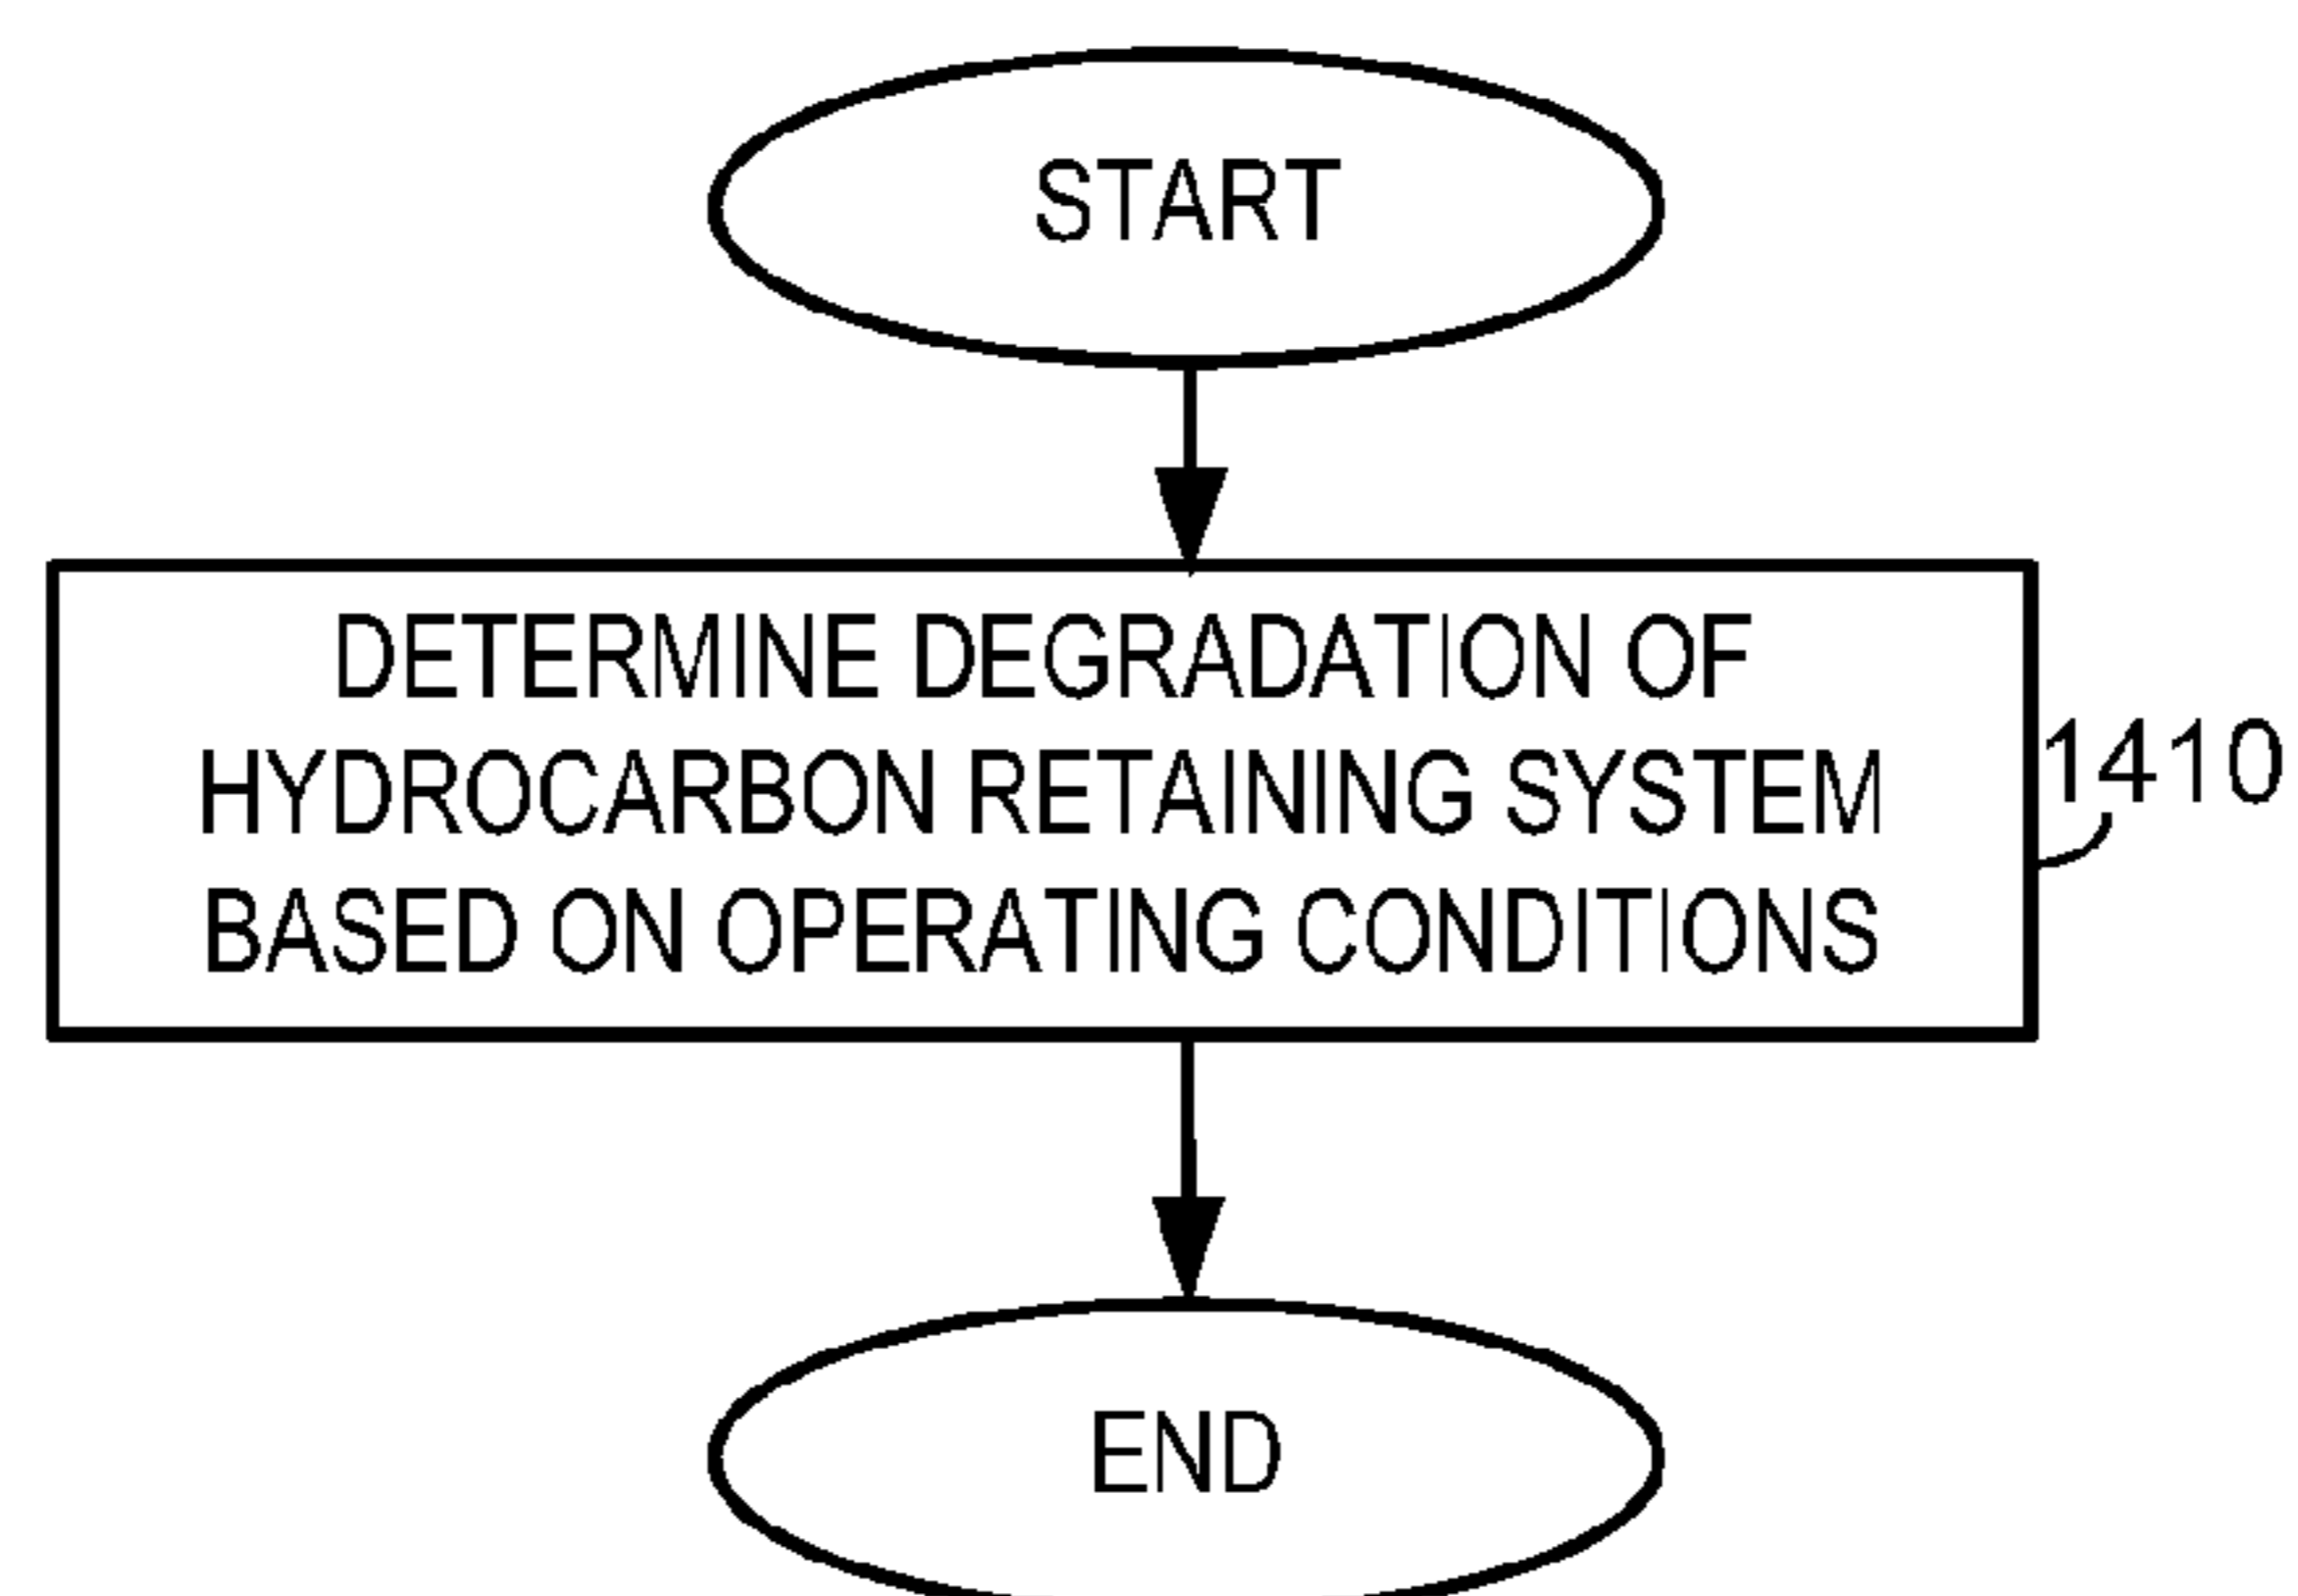 START
DETERMINE DEGRADATION OF
HYDROCARBON RETAINING SYSTEM
BASED ON OPERATING CONDITIONS
1410
END